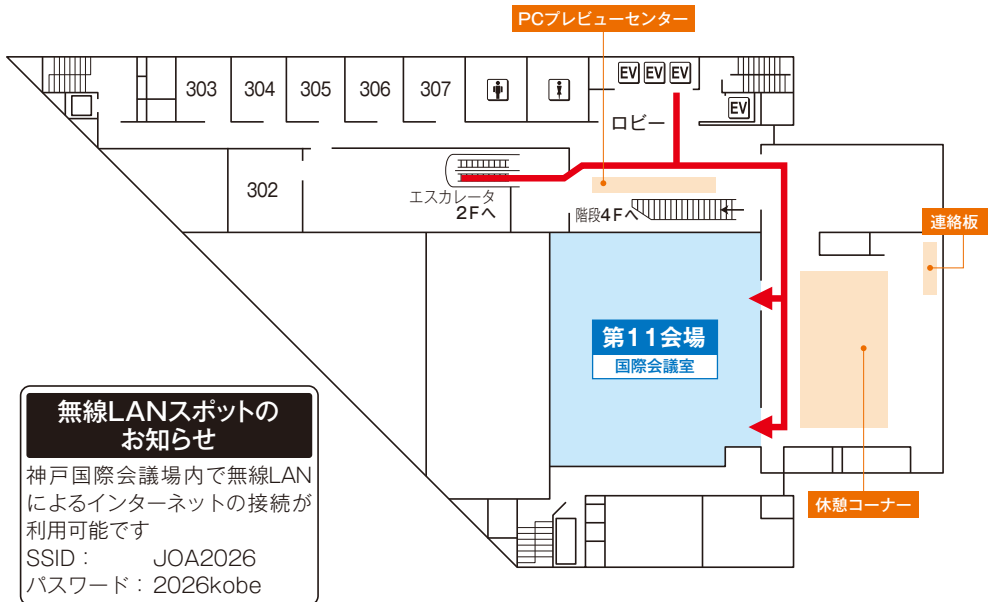 PCプレビューセンター
303
304
305
306
307
EV
EV
EV
EV
ロビー
302
エスカレータ
2Fへ
階段4Fへ
連絡板
第11会場
国際会議室
休憩コーナー
無線LANスポットの
お知らせ
神戸国際会議場内で無線LAN
によるインターネットの接続が
利用可能です
SSID： JOA2026
パスワード： 2026kobe